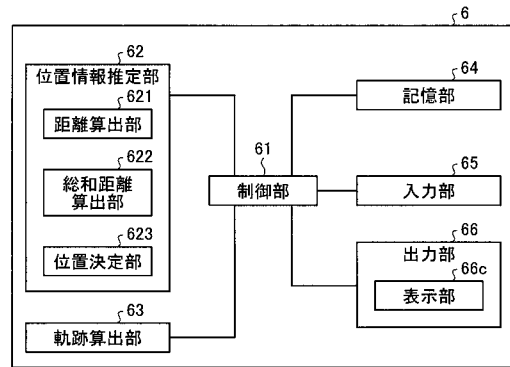 6
62
位置情報推定部
621
距離算出部
622
総和距離
算出部
623
位置決定部
63
軌跡算出部
61
制御部
64
記憶部
65
入力部
66
出力部
66c
表示部